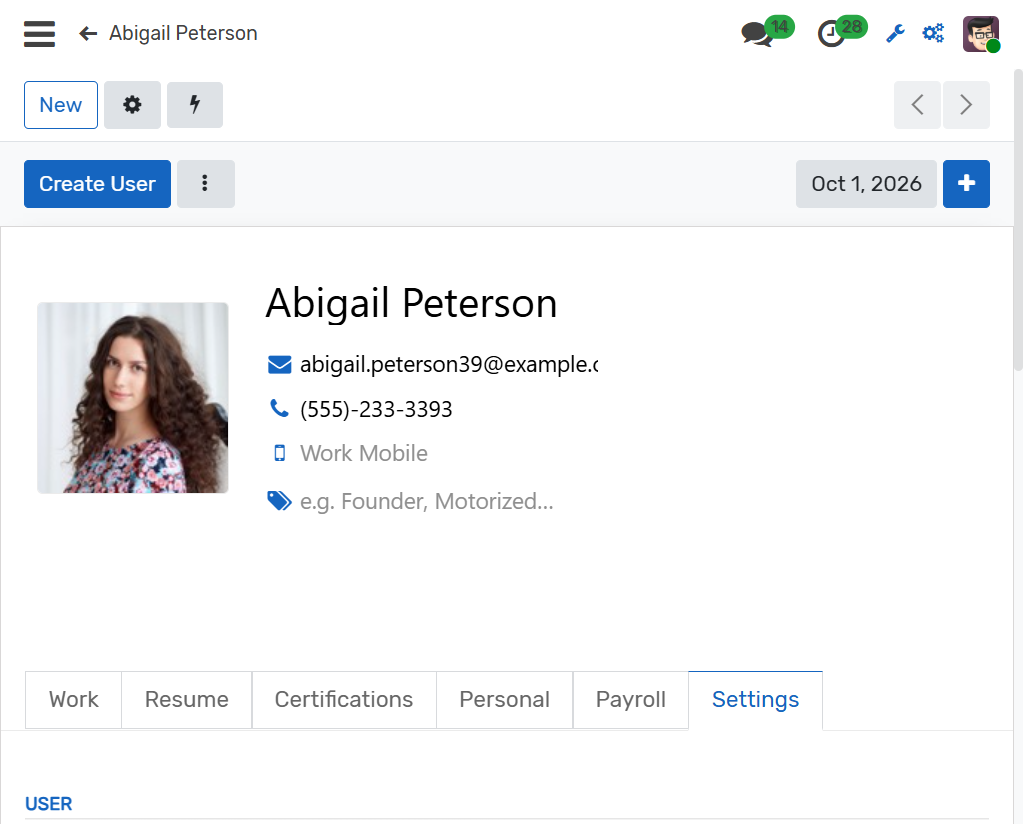 Abigail Peterson
14
28
New
Create User
Oct 1, 2026
Abigail Peterson
abigail.peterson39@example.c
(555)-233-3393
Work Mobile
e.g. Founder, Motorized...
Work Resume Certifications Personal Payroll Settings
USER